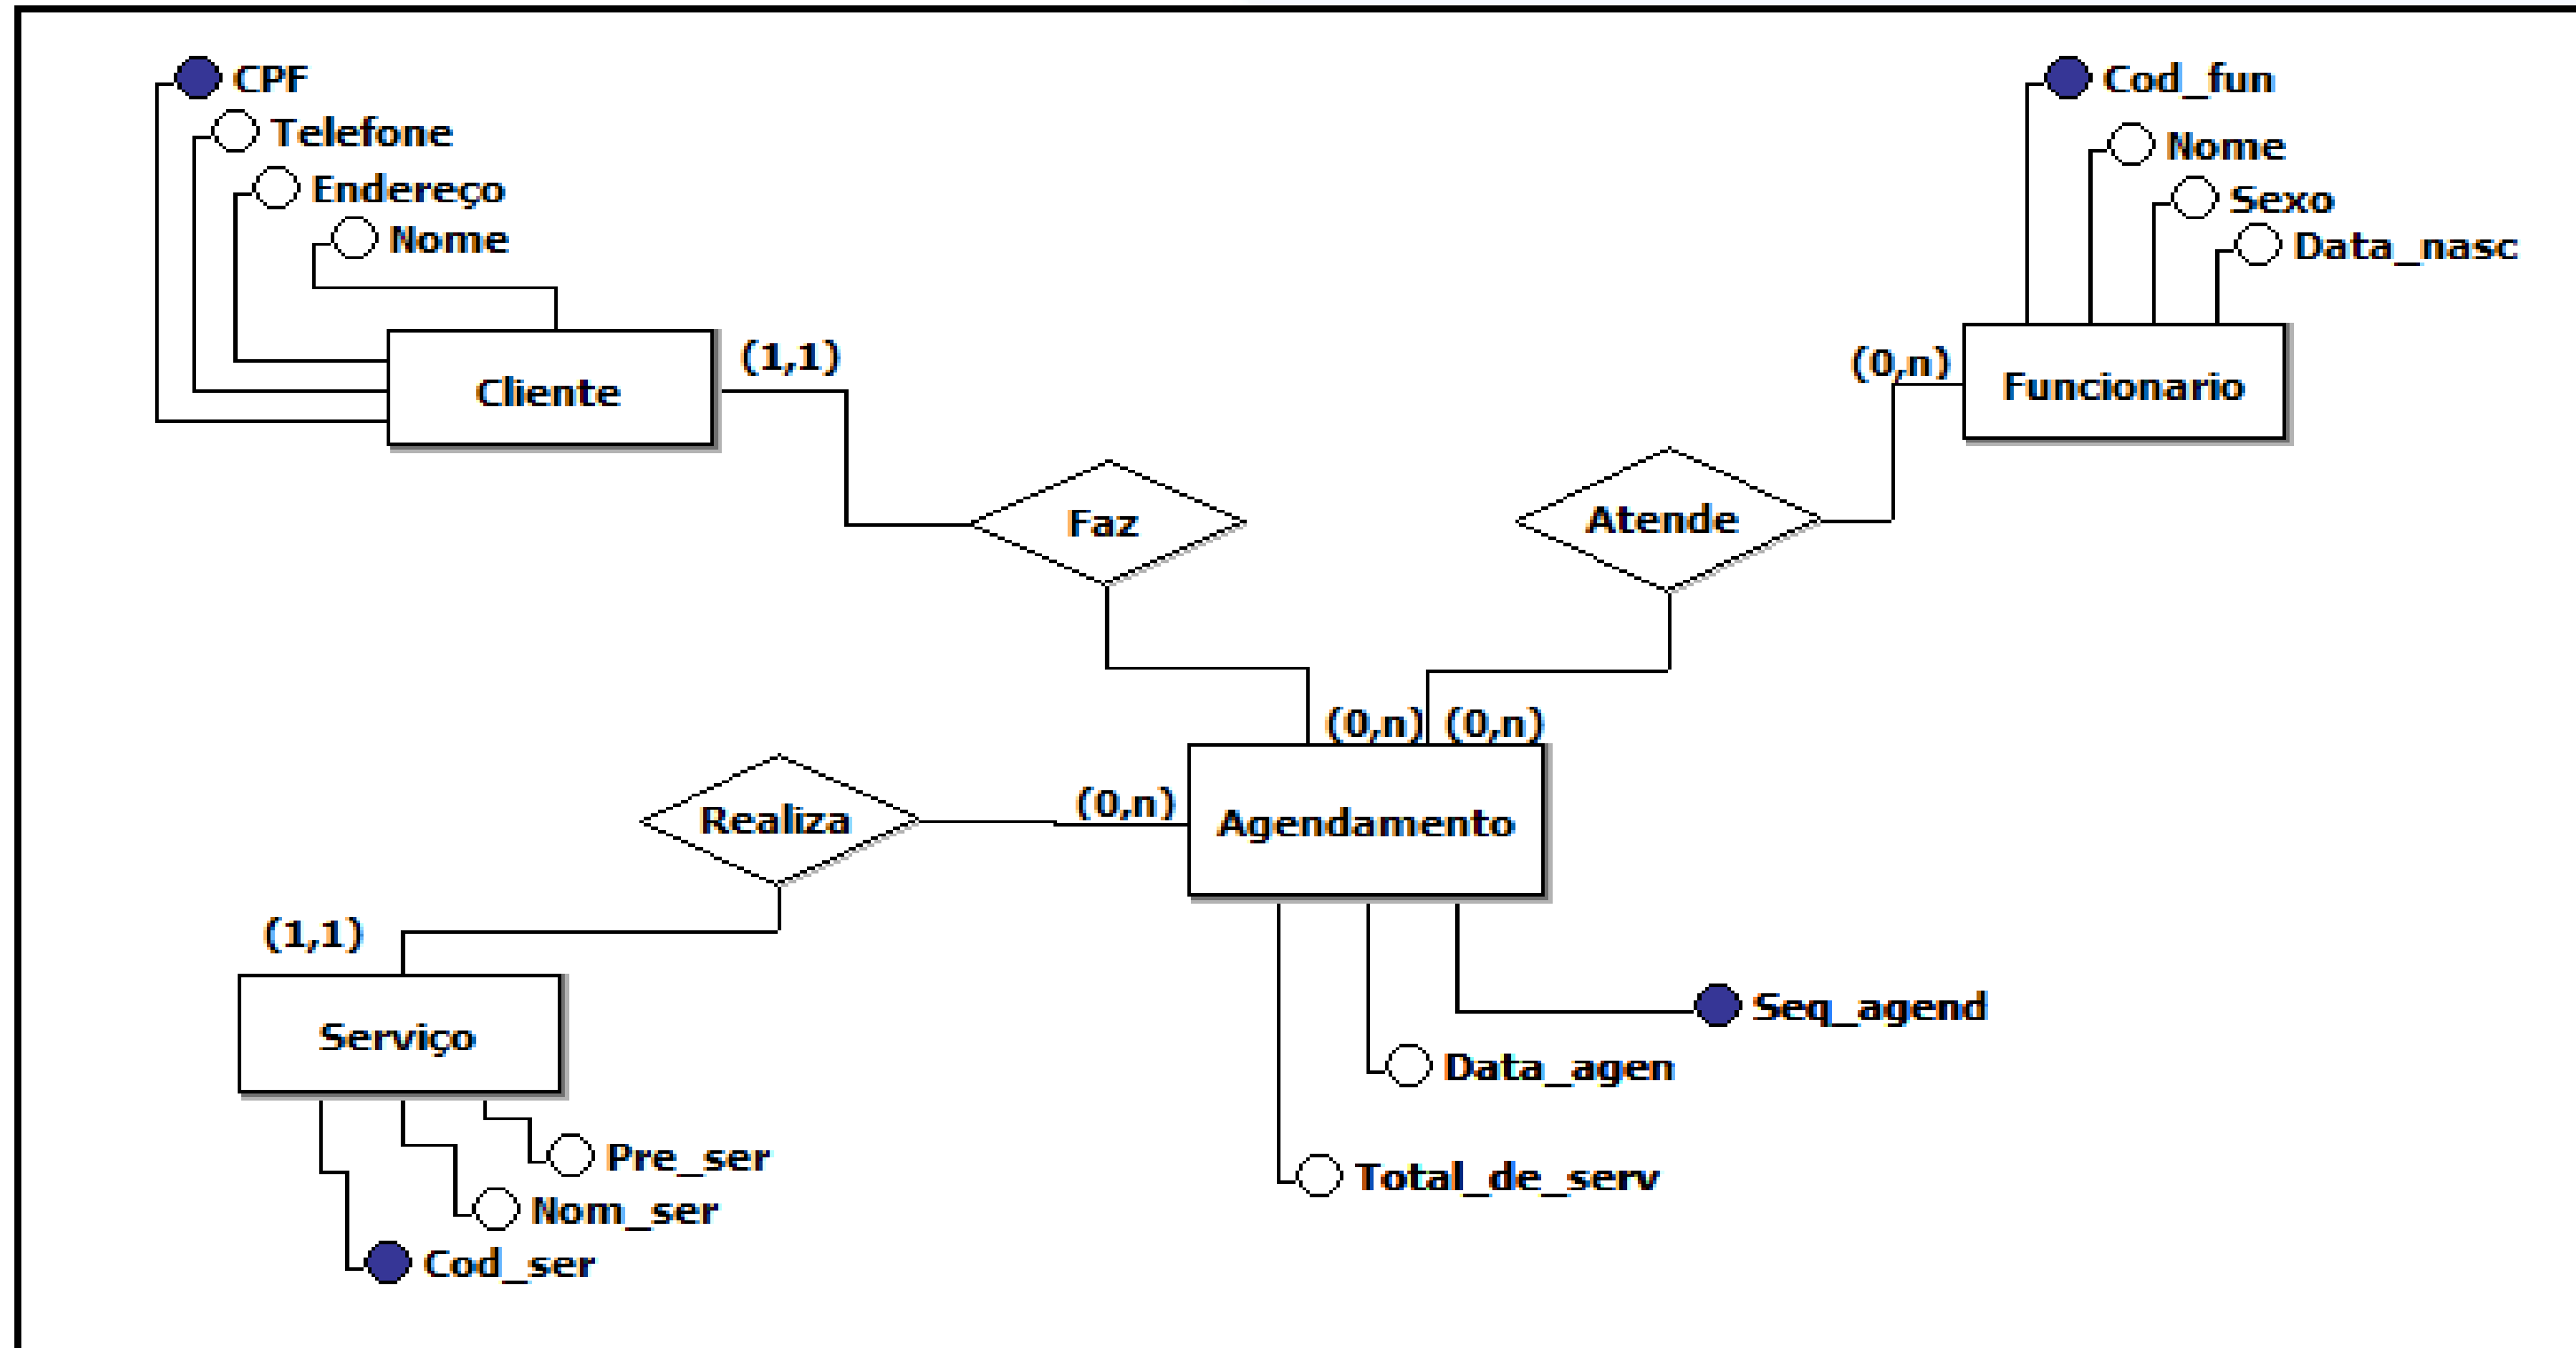 CPF
Telefone
Endereço
Nome
Cod_fun
Nome
Sexo
Data_nasc
Cliente
(1,1)
(0,n)
Funcionario
Faz
Atende
(0,n)
(0,n)
Realiza
(0,n)
Agendamento
(1,1)
Serviço
Seq_agend
Data_agen
Total_de_serv
Pre_ser
Nom_ser
Cod_ser